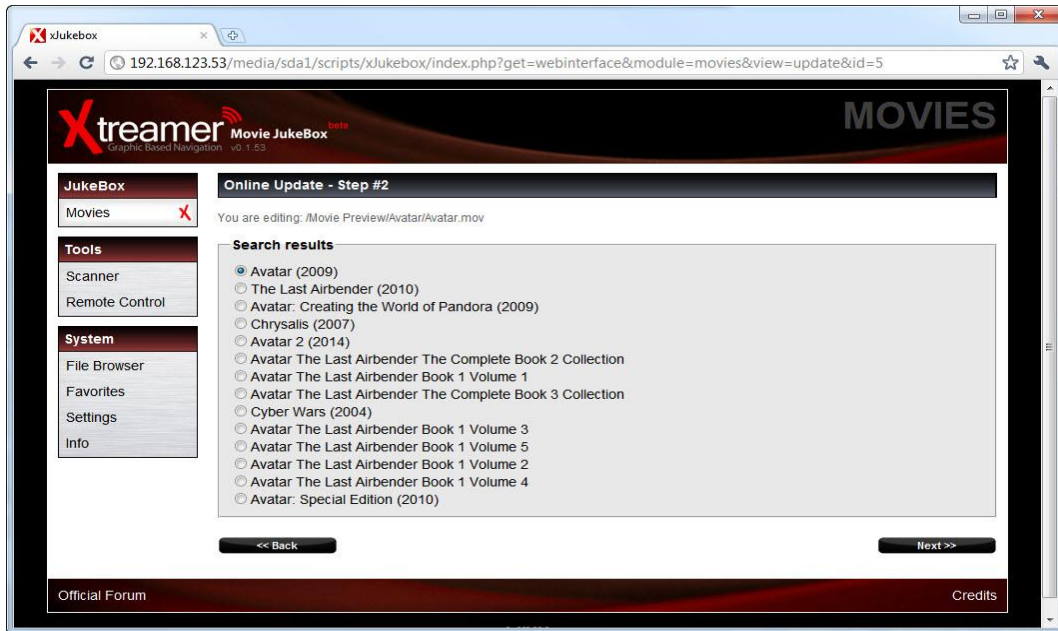 xJukebox
192.168.123.53/media/sda1/scripts/xJukebox/index.php?get=webinterface&module=movies&view=update&id=5
Xtreamer Movie JukeBox beta
Graphic Based Navigation v0.1.53
MOVIES
JukeBox
Movies
Tools
Scanner
Remote Control
System
File Browser
Favorites
Settings
Info
Online Update - Step #2
You are editing: /Movie Preview/Avatar/Avatar.mov
Search results
Avatar (2009)
The Last Airbender (2010)
Avatar: Creating the World of Pandora (2009)
Chrysalis (2007)
Avatar 2 (2014)
Avatar The Last Airbender The Complete Book 2 Collection
Avatar The Last Airbender Book 1 Volume 1
Avatar The Last Airbender The Complete Book 3 Collection
Cyber Wars (2004)
Avatar The Last Airbender Book 1 Volume 3
Avatar The Last Airbender Book 1 Volume 5
Avatar The Last Airbender Book 1 Volume 2
Avatar The Last Airbender Book 1 Volume 4
Avatar: Special Edition (2010)
<< Back
Next >>
Official Forum
Credits